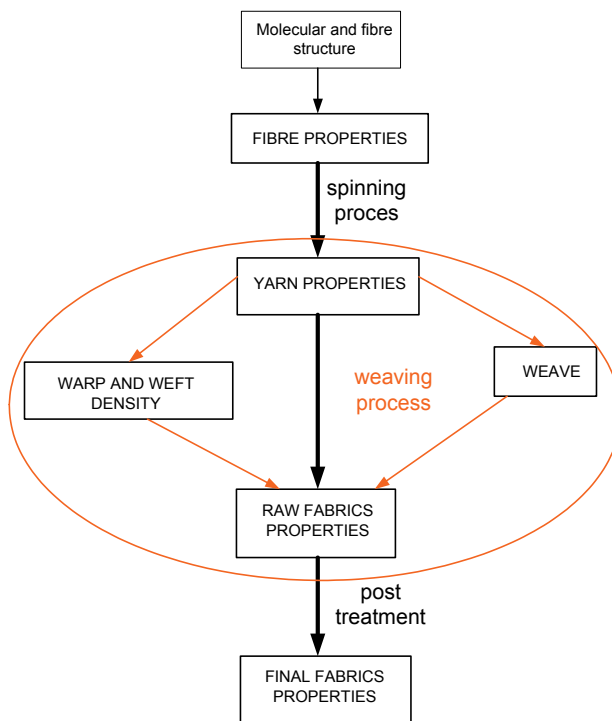 Molecular and fibre
structure
FIBRE PROPERTIES
spinning
proces
YARN PROPERTIES
WARP AND WEFT
DENSITY
weaving
process
WEAVE
RAW FABRICS
PROPERTIES
post
treatment
FINAL FABRICS
PROPERTIES